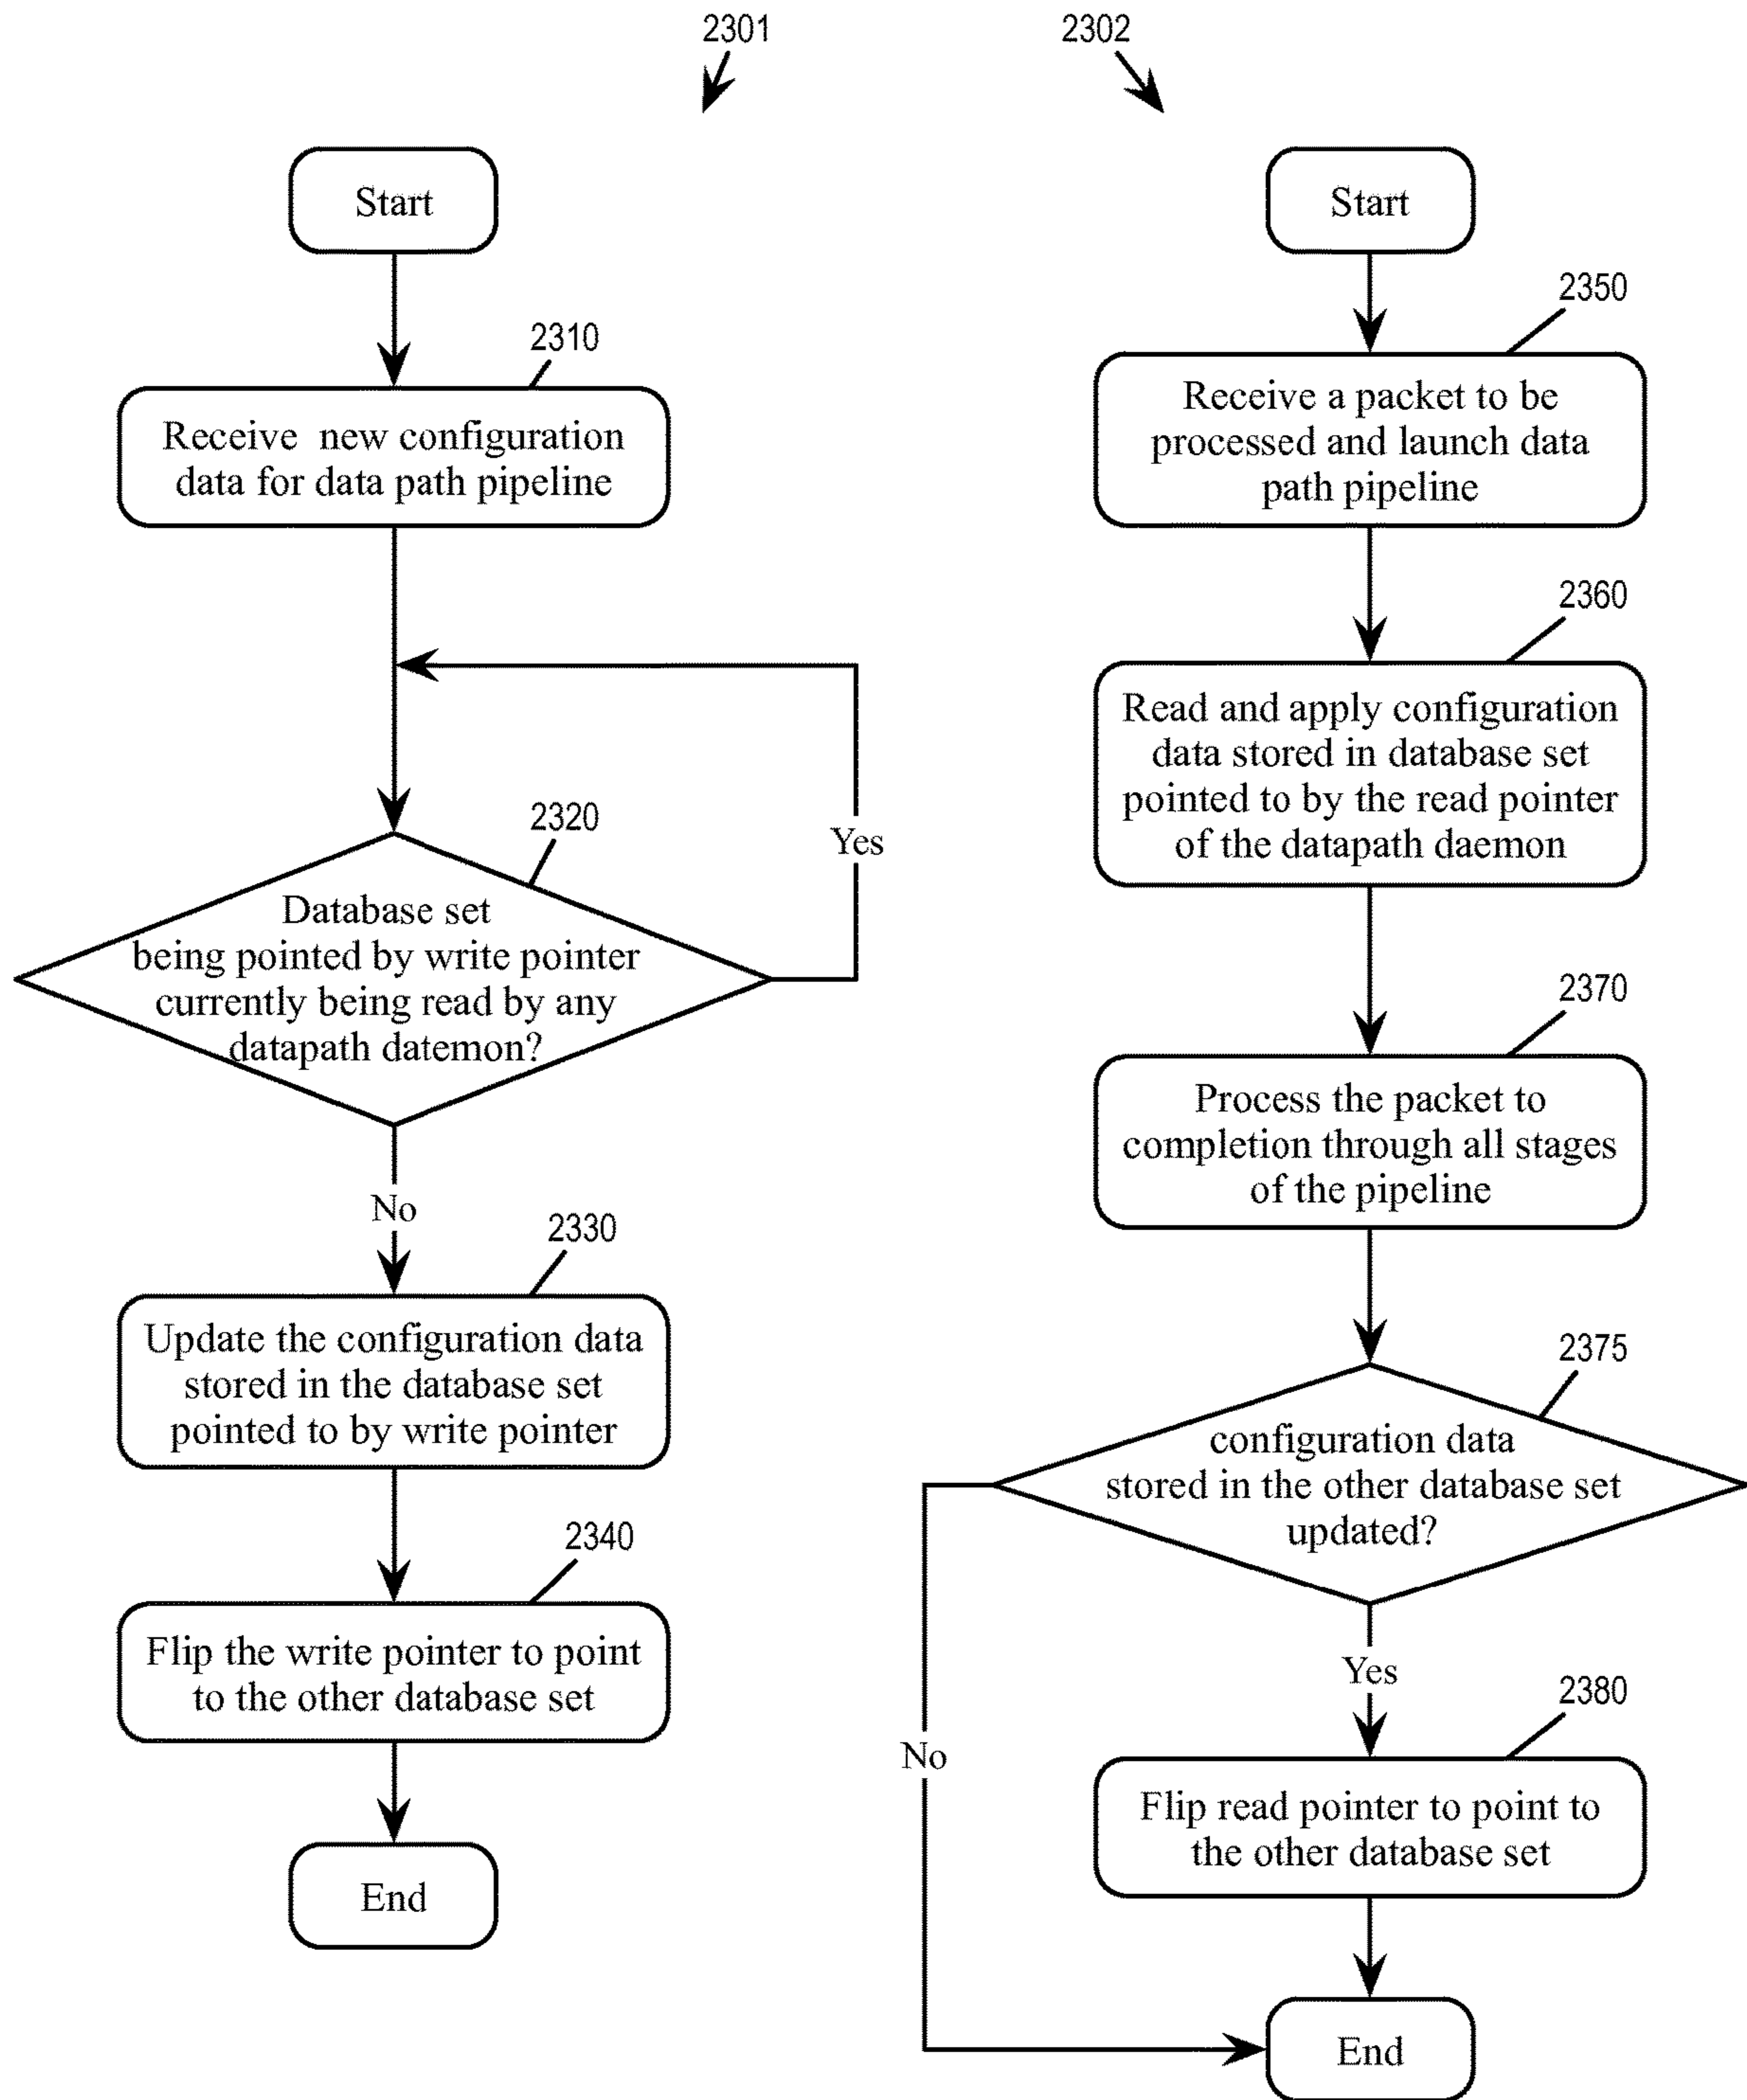 2301
2302
Start
2310
Receive new configuration
data for data path pipeline
2320
Yes
Database set
being pointed by write pointer
currently being read by any
datapath datemon?
No
2330
Update the configuration data
stored in the database set
pointed to by write pointer
2340
Flip the write pointer to point
to the other database set
End
Start
2350
Receive a packet to be
processed and launch data
path pipeline
2360
Read and apply configuration
data stored in database set
pointed to by the read pointer
of the datapath daemon
2370
Process the packet to
completion through all stages
of the pipeline
2375
configuration data
stored in the other database set
updated?
Yes
No
2380
Flip read pointer to point to
the other database set
End